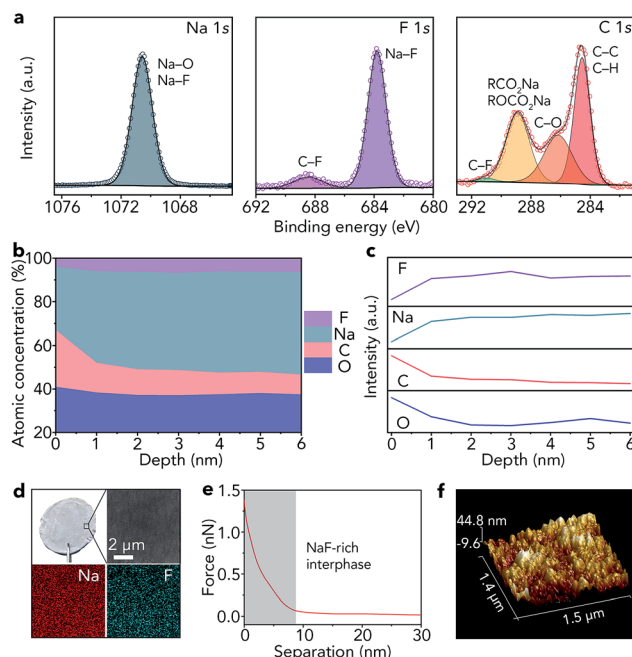 a
Na 1s
F 1s
C 1s
Intensity (a.u.)
Na–O
Na–F
Na–F
C–F
C–C
C–H
RCO2Na
ROCO2Na
C–O
C–F
1076 1072 1068
692 688 684 680
292 288 284
Binding energy (eV)
b
Atomic concentration (%)
100
80
60
40
20
0 1 2 3 4 5 6
Depth (nm)
F
Na
C
O
c
Intensity (a.u.)
F
Na
C
O
0 1 2 3 4 5 6
Depth (nm)
d
2 μm
Na
F
e
Force (nN)
1.5
1.0
0.5
0.0
NaF-rich
interphase
0 10 20 30
Separation (nm)
f
44.8 nm
-9.6
1.4 μm
1.5 μm